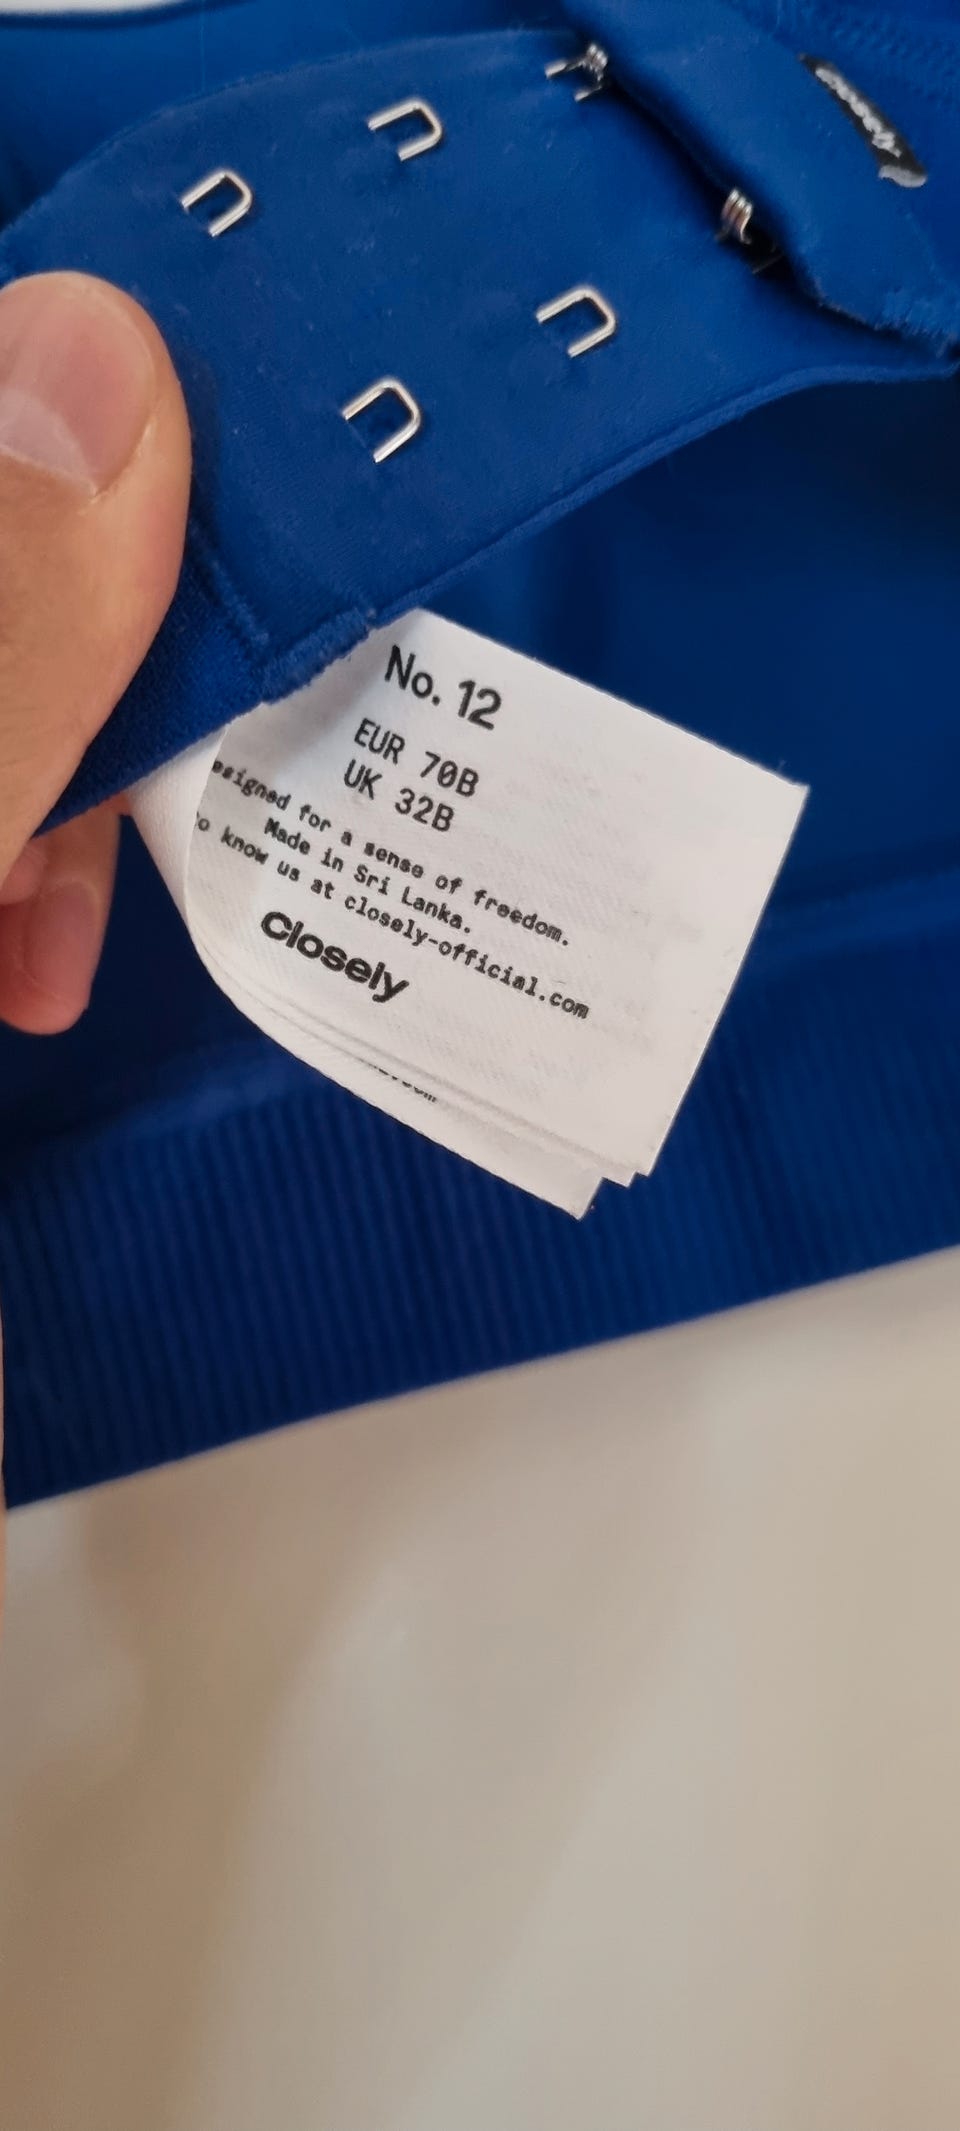 Closely
No. 12
EUR 70B
UK 32B
esigned for a sense of freedom.
Made in Sri Lanka.
o know us at closely-official.com
Closely